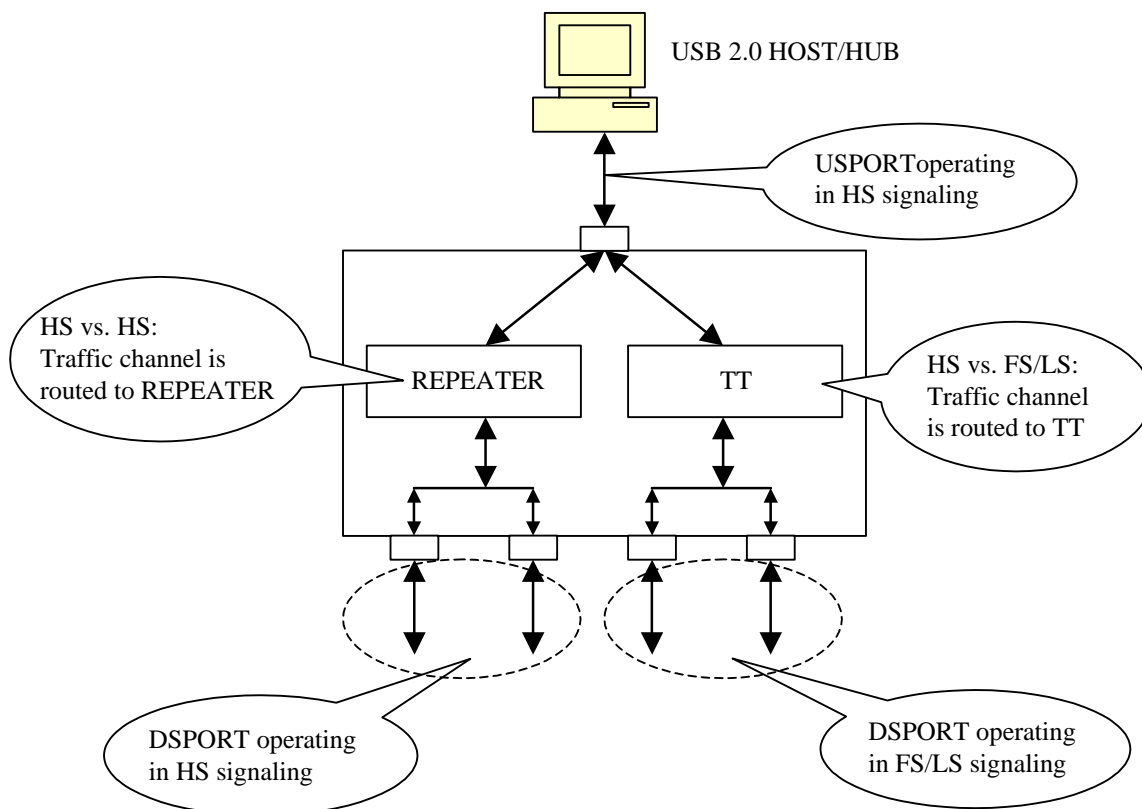 USB 2.0 HOST/HUB
USPORToperating
in HS signaling
HS vs. HS:
Traffic channel is
routed to REPEATER
REPEATER
TT
HS vs. FS/LS:
Traffic channel
is routed to TT
DSPORT operating
in HS signaling
DSPORT operating
in FS/LS signaling